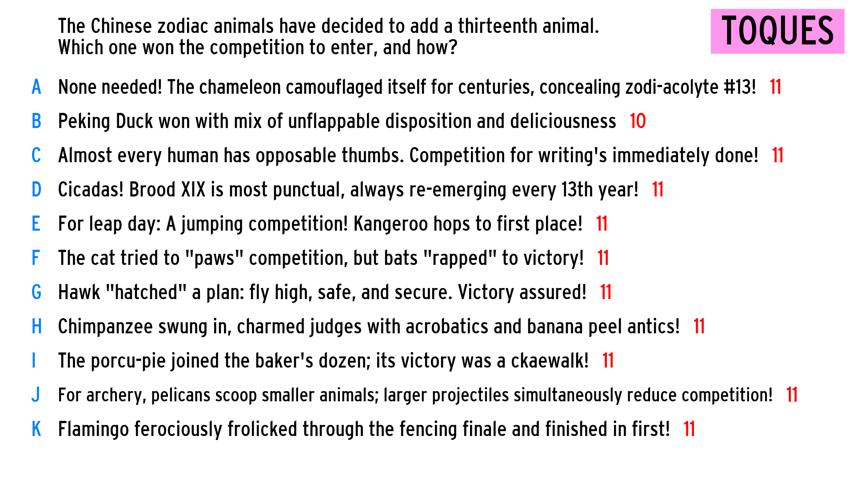 The Chinese zodiac animals have decided to add a thirteenth animal.
Which one won the competition to enter, and how?
TOQUES
A None needed! The chameleon camouflaged itself for centuries, concealing zodi-acolyte #13! 11
B Peking Duck won with mix of unflappable disposition and deliciousness 10
C Almost every human has opposable thumbs. Competition for writing's immediately done! 11
D Cicadas! Brood XIX is most punctual, always re-emerging every 13th year! 11
E For leap day: A jumping competition! Kangeroo hops to first place! 11
F The cat tried to "paws" competition, but bats "rapped" to victory! 11
G Hawk "hatched" a plan: fly high, safe, and secure. Victory assured! 11
H Chimpanzee swung in, charmed judges with acrobatics and banana peel antics! 11
I The porcu-pie joined the baker's dozen; its victory was a ckaewalk! 11
J For archery, pelicans scoop smaller animals; larger projectiles simultaneously reduce competition! 11
K Flamingo ferociously frolicked through the fencing finale and finished in first! 11